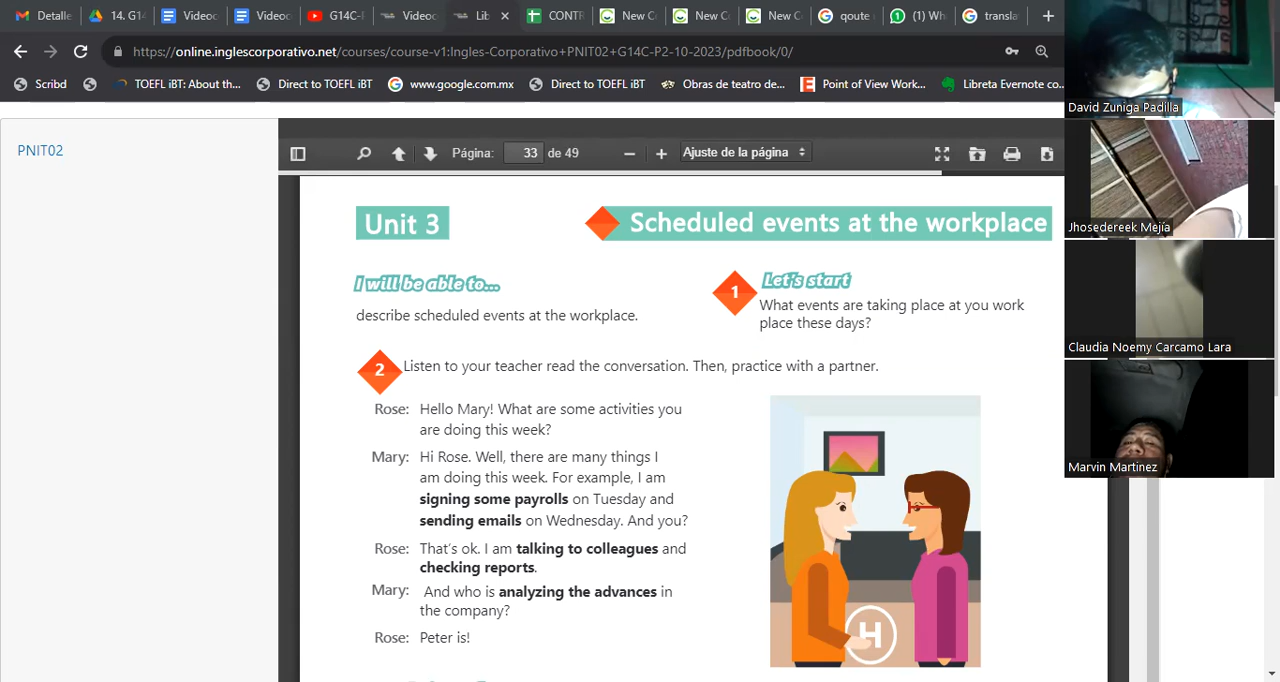 Detalle
14. G14
Videoc
Videoc
G14C-I
Videoc
Lib
CONTR
New C
New C
New C
qoute
(1) Wh
transla
https://online.inglescorporativo.net/courses/course-v1:Ingles-Corporativo+PNIT02+G14C-P2-10-2023/pdfbook/0/
Scribd
TOEFL iBT: About th...
Direct to TOEFL iBT
www.google.com.mx
Direct to TOEFL iBT
Obras de teatro de...
Point of View Work...
Libreta Evernote co...
PNIT02
Página: 33 de 49
Ajuste de la página
Unit 3
Scheduled events at the workplace
I will be able to...
describe scheduled events at the workplace.
1
Let's start
What events are taking place at you work
place these days?
2
Listen to your teacher read the conversation. Then, practice with a partner.
Rose: Hello Mary! What are some activities you
are doing this week?
Mary: Hi Rose. Well, there are many things I
am doing this week. For example, I am
signing some payrolls on Tuesday and
sending emails on Wednesday. And you?
Rose: That's ok. I am talking to colleagues and
checking reports.
Mary: And who is analyzing the advances in
the company?
Rose: Peter is!
H
David Zuniga Padilla
Jhosedereek Mejía
Claudia Noemy Carcamo Lara
Marvin Martinez